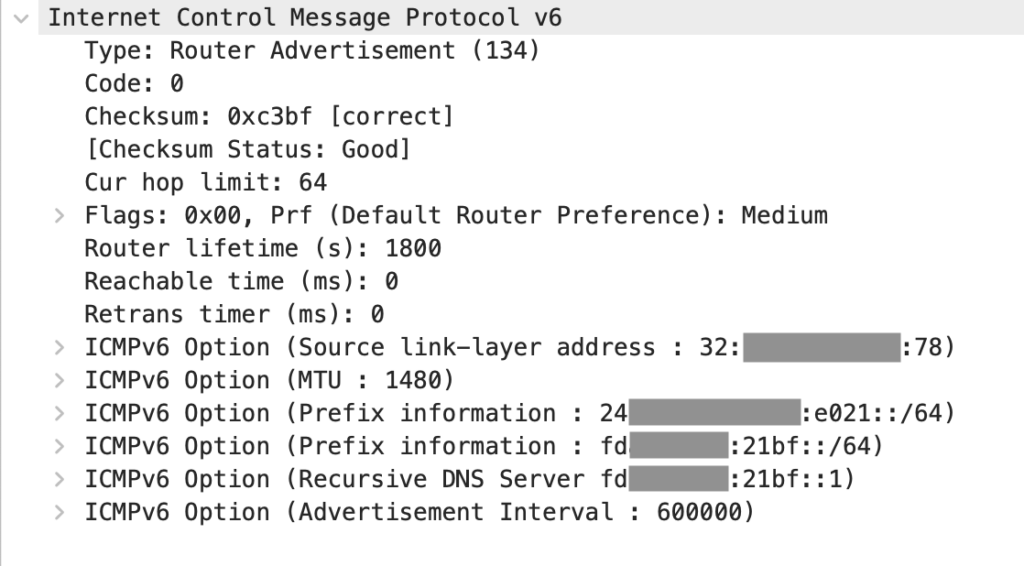 Internet Control Message Protocol v6
Type: Router Advertisement (134)
Code: 0
Checksum: 0xc3bf [correct]
[Checksum Status: Good]
Cur hop limit: 64
Flags: 0x00, Prf (Default Router Preference): Medium
Router lifetime (s): 1800
Reachable time (ms): 0
Retrans timer (ms): 0
ICMPv6 Option (Source link-layer address : 32: :78)
ICMPv6 Option (MTU : 1480)
ICMPv6 Option (Prefix information : 24 :e021::/64)
ICMPv6 Option (Prefix information : fd :21bf::/64)
ICMPv6 Option (Recursive DNS Server fd :21bf::1)
ICMPv6 Option (Advertisement Interval : 600000)